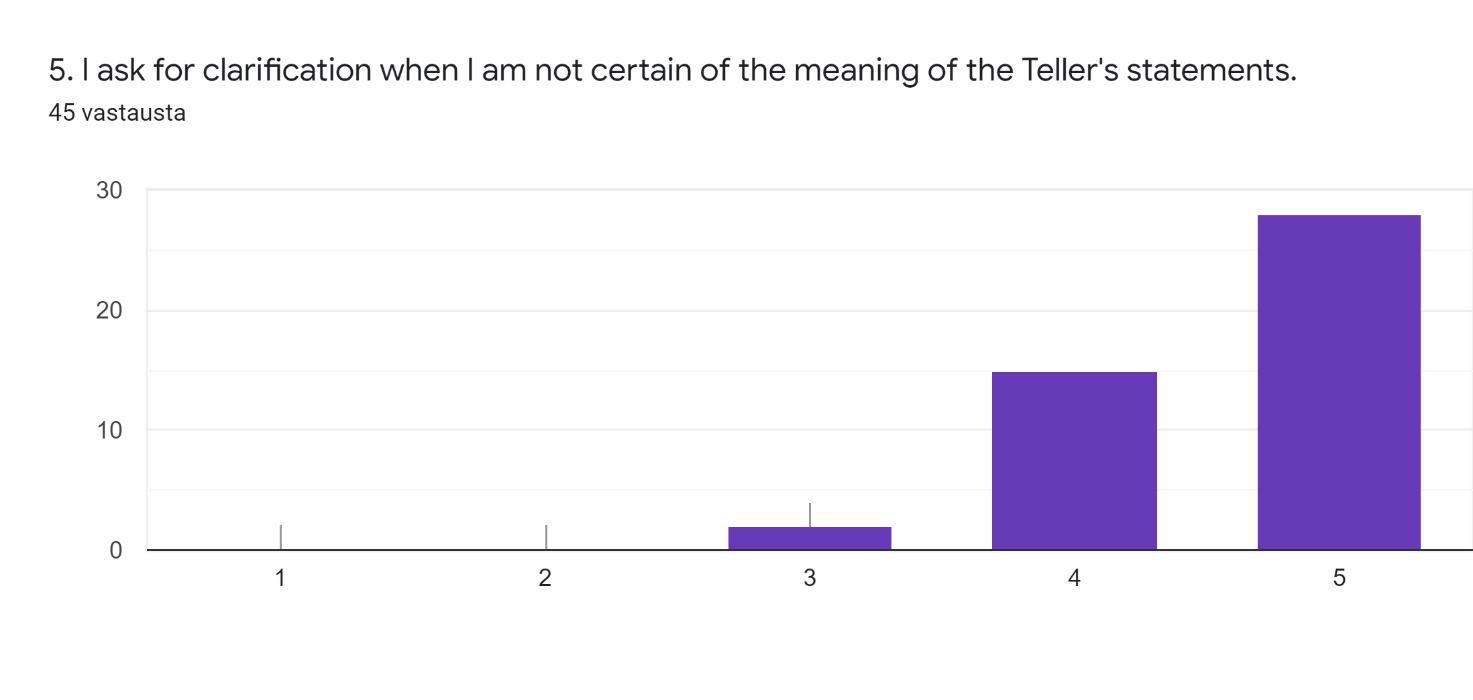 5. I ask for clarification when I am not certain of the meaning of the Teller's statements.
45 vastausta
30
20
10
0
1 2 3 4 5